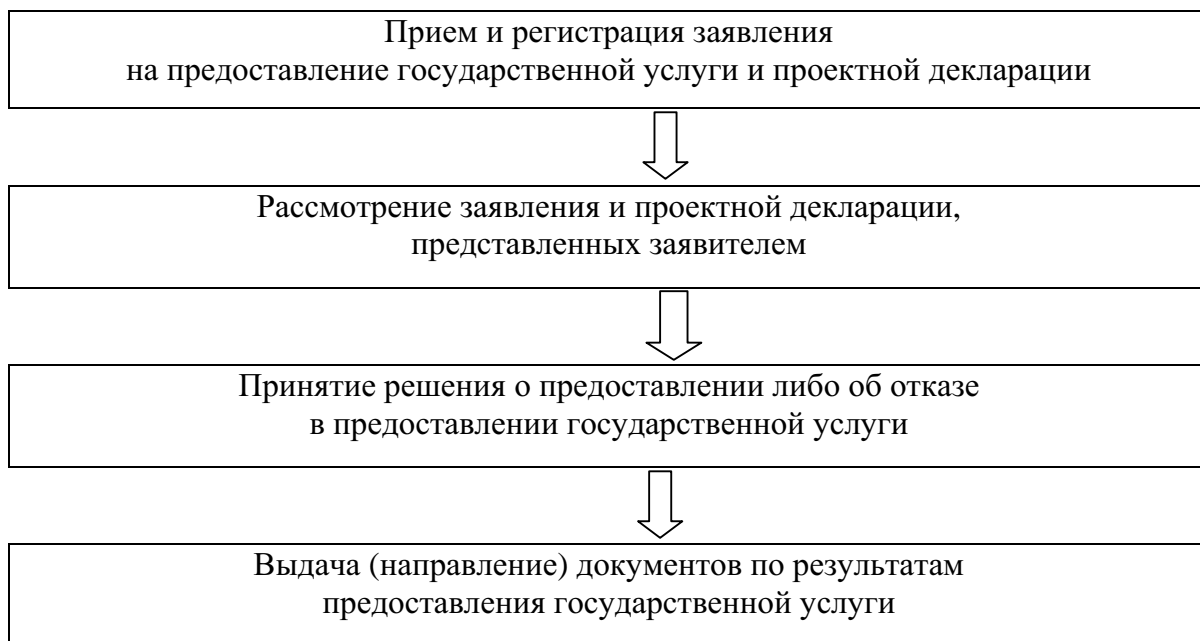 Прием и регистрация заявления
на предоставление государственной услуги и проектной декларации
Рассмотрение заявления и проектной декларации,
представленных заявителем
Принятие решения о предоставлении либо об отказе
в предоставлении государственной услуги
Выдача (направление) документов по результатам
предоставления государственной услуги